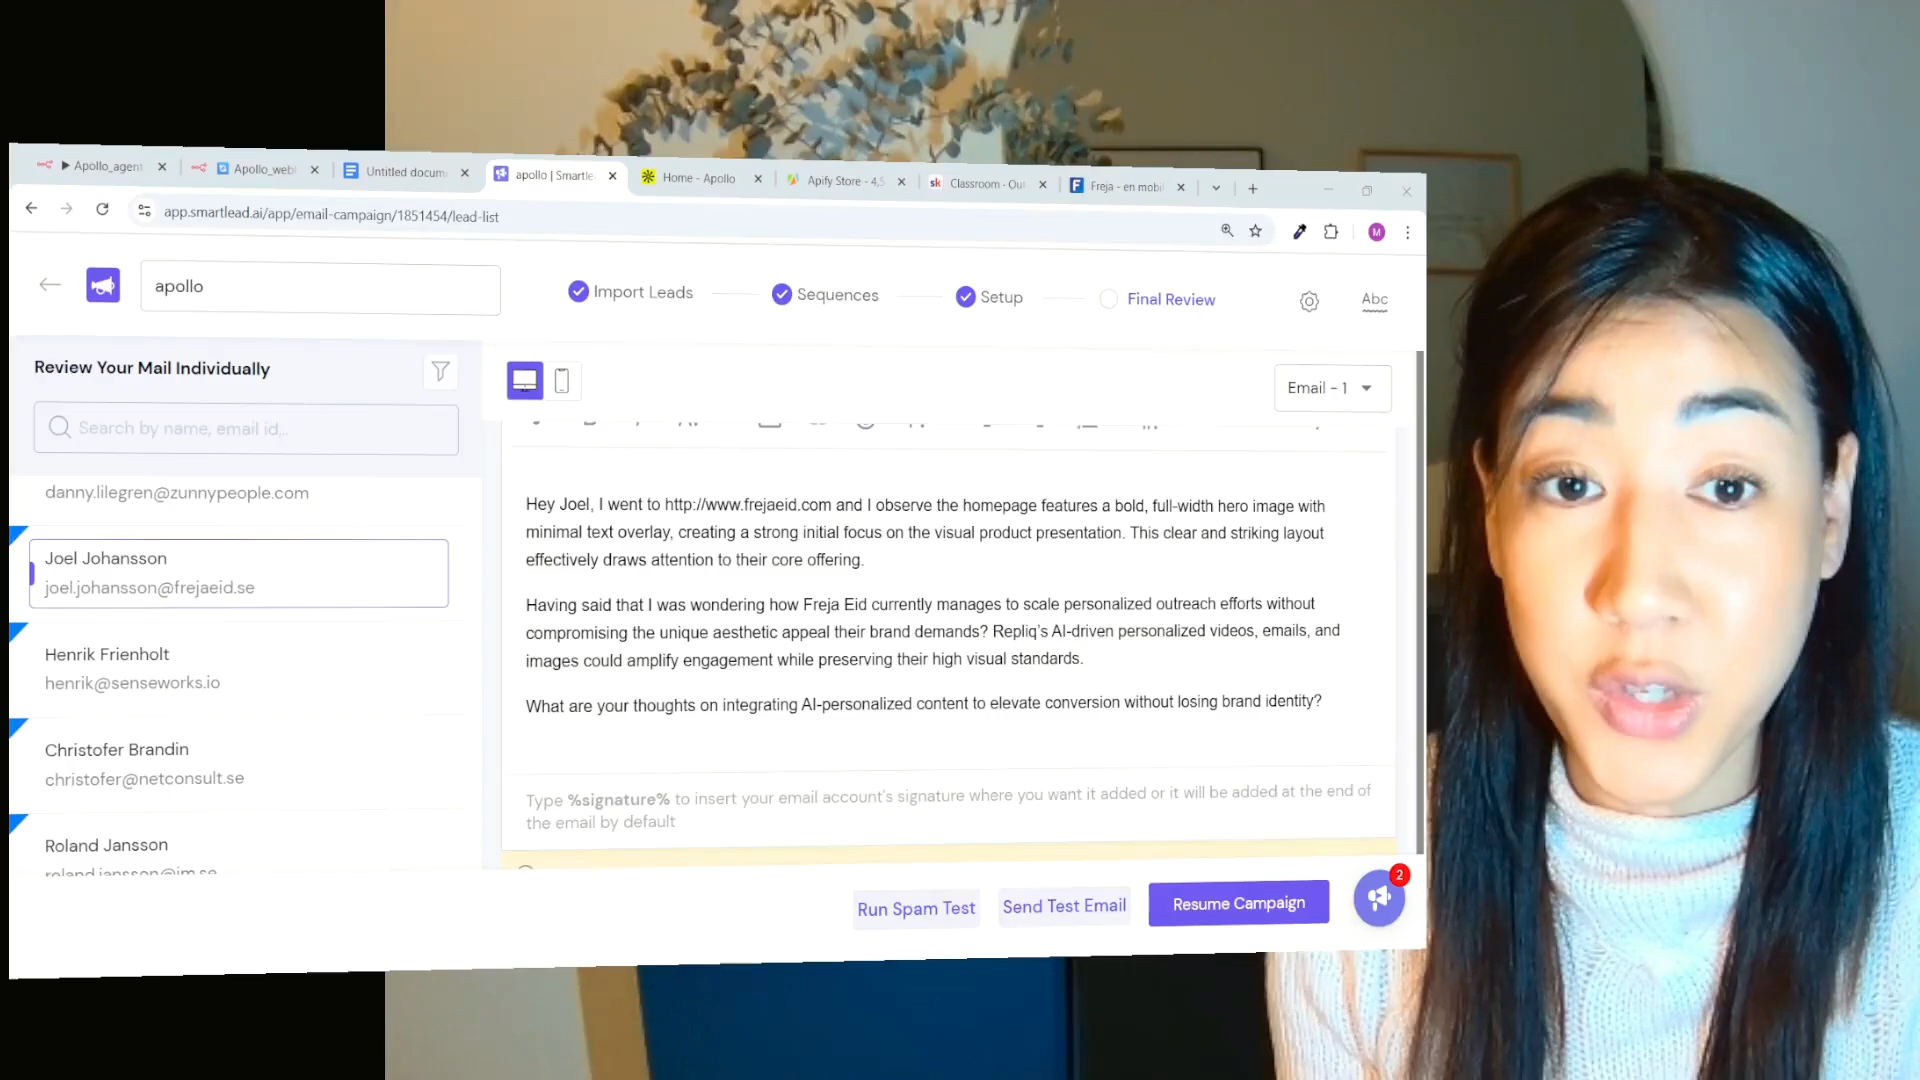 Apollo_agent
Apollo_web
Untitled docum
apollo | Smartle
Home - Apollo
Apify Store - 4,5
sk
Classroom - Ou
F
Freja - en mobi
app.smartlead.ai/app/email-campaign/1851454/lead-list
M
apollo
Import Leads
Sequences
Setup
Final Review
Abc
Review Your Mail Individually
Email - 1
Search by name, email id,..
danny.lilegren@zunnypeople.com
Joel Johansson
joel.johansson@frejaeid.se
Henrik Frienholt
henrik@senseworks.io
Christofer Brandin
christofer@netconsult.se
Roland Jansson
roland.jansson@im.se
Hey Joel, I went to http://www.frejaeid.com and I observe the homepage features a bold, full-width hero image with
minimal text overlay, creating a strong initial focus on the visual product presentation. This clear and striking layout
effectively draws attention to their core offering.
Having said that I was wondering how Freja Eid currently manages to scale personalized outreach efforts without
compromising the unique aesthetic appeal their brand demands? Repliq's AI-driven personalized videos, emails, and
images could amplify engagement while preserving their high visual standards.
What are your thoughts on integrating AI-personalized content to elevate conversion without losing brand identity?
Type %signature% to insert your email account's signature where you want it added or it will be added at the end of
the email by default
Run Spam Test
Send Test Email
Resume Campaign
2